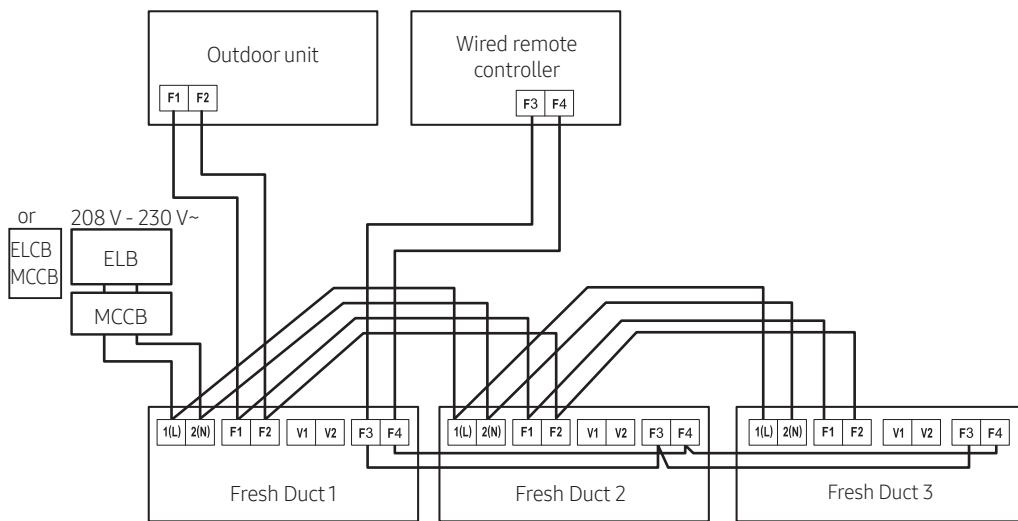 Outdoor unit
F1 F2
Wired remote
controller
F3 F4
or
208 V - 230 V~
ELCB
MCCB
ELB
MCCB
1(L) 2(N) F1 F2 V1 V2 F3 F4
Fresh Duct 1
1(L) 2(N) F1 F2 V1 V2 F3 F4
Fresh Duct 2
1(L) 2(N) F1 F2 V1 V2 F3 F4
Fresh Duct 3